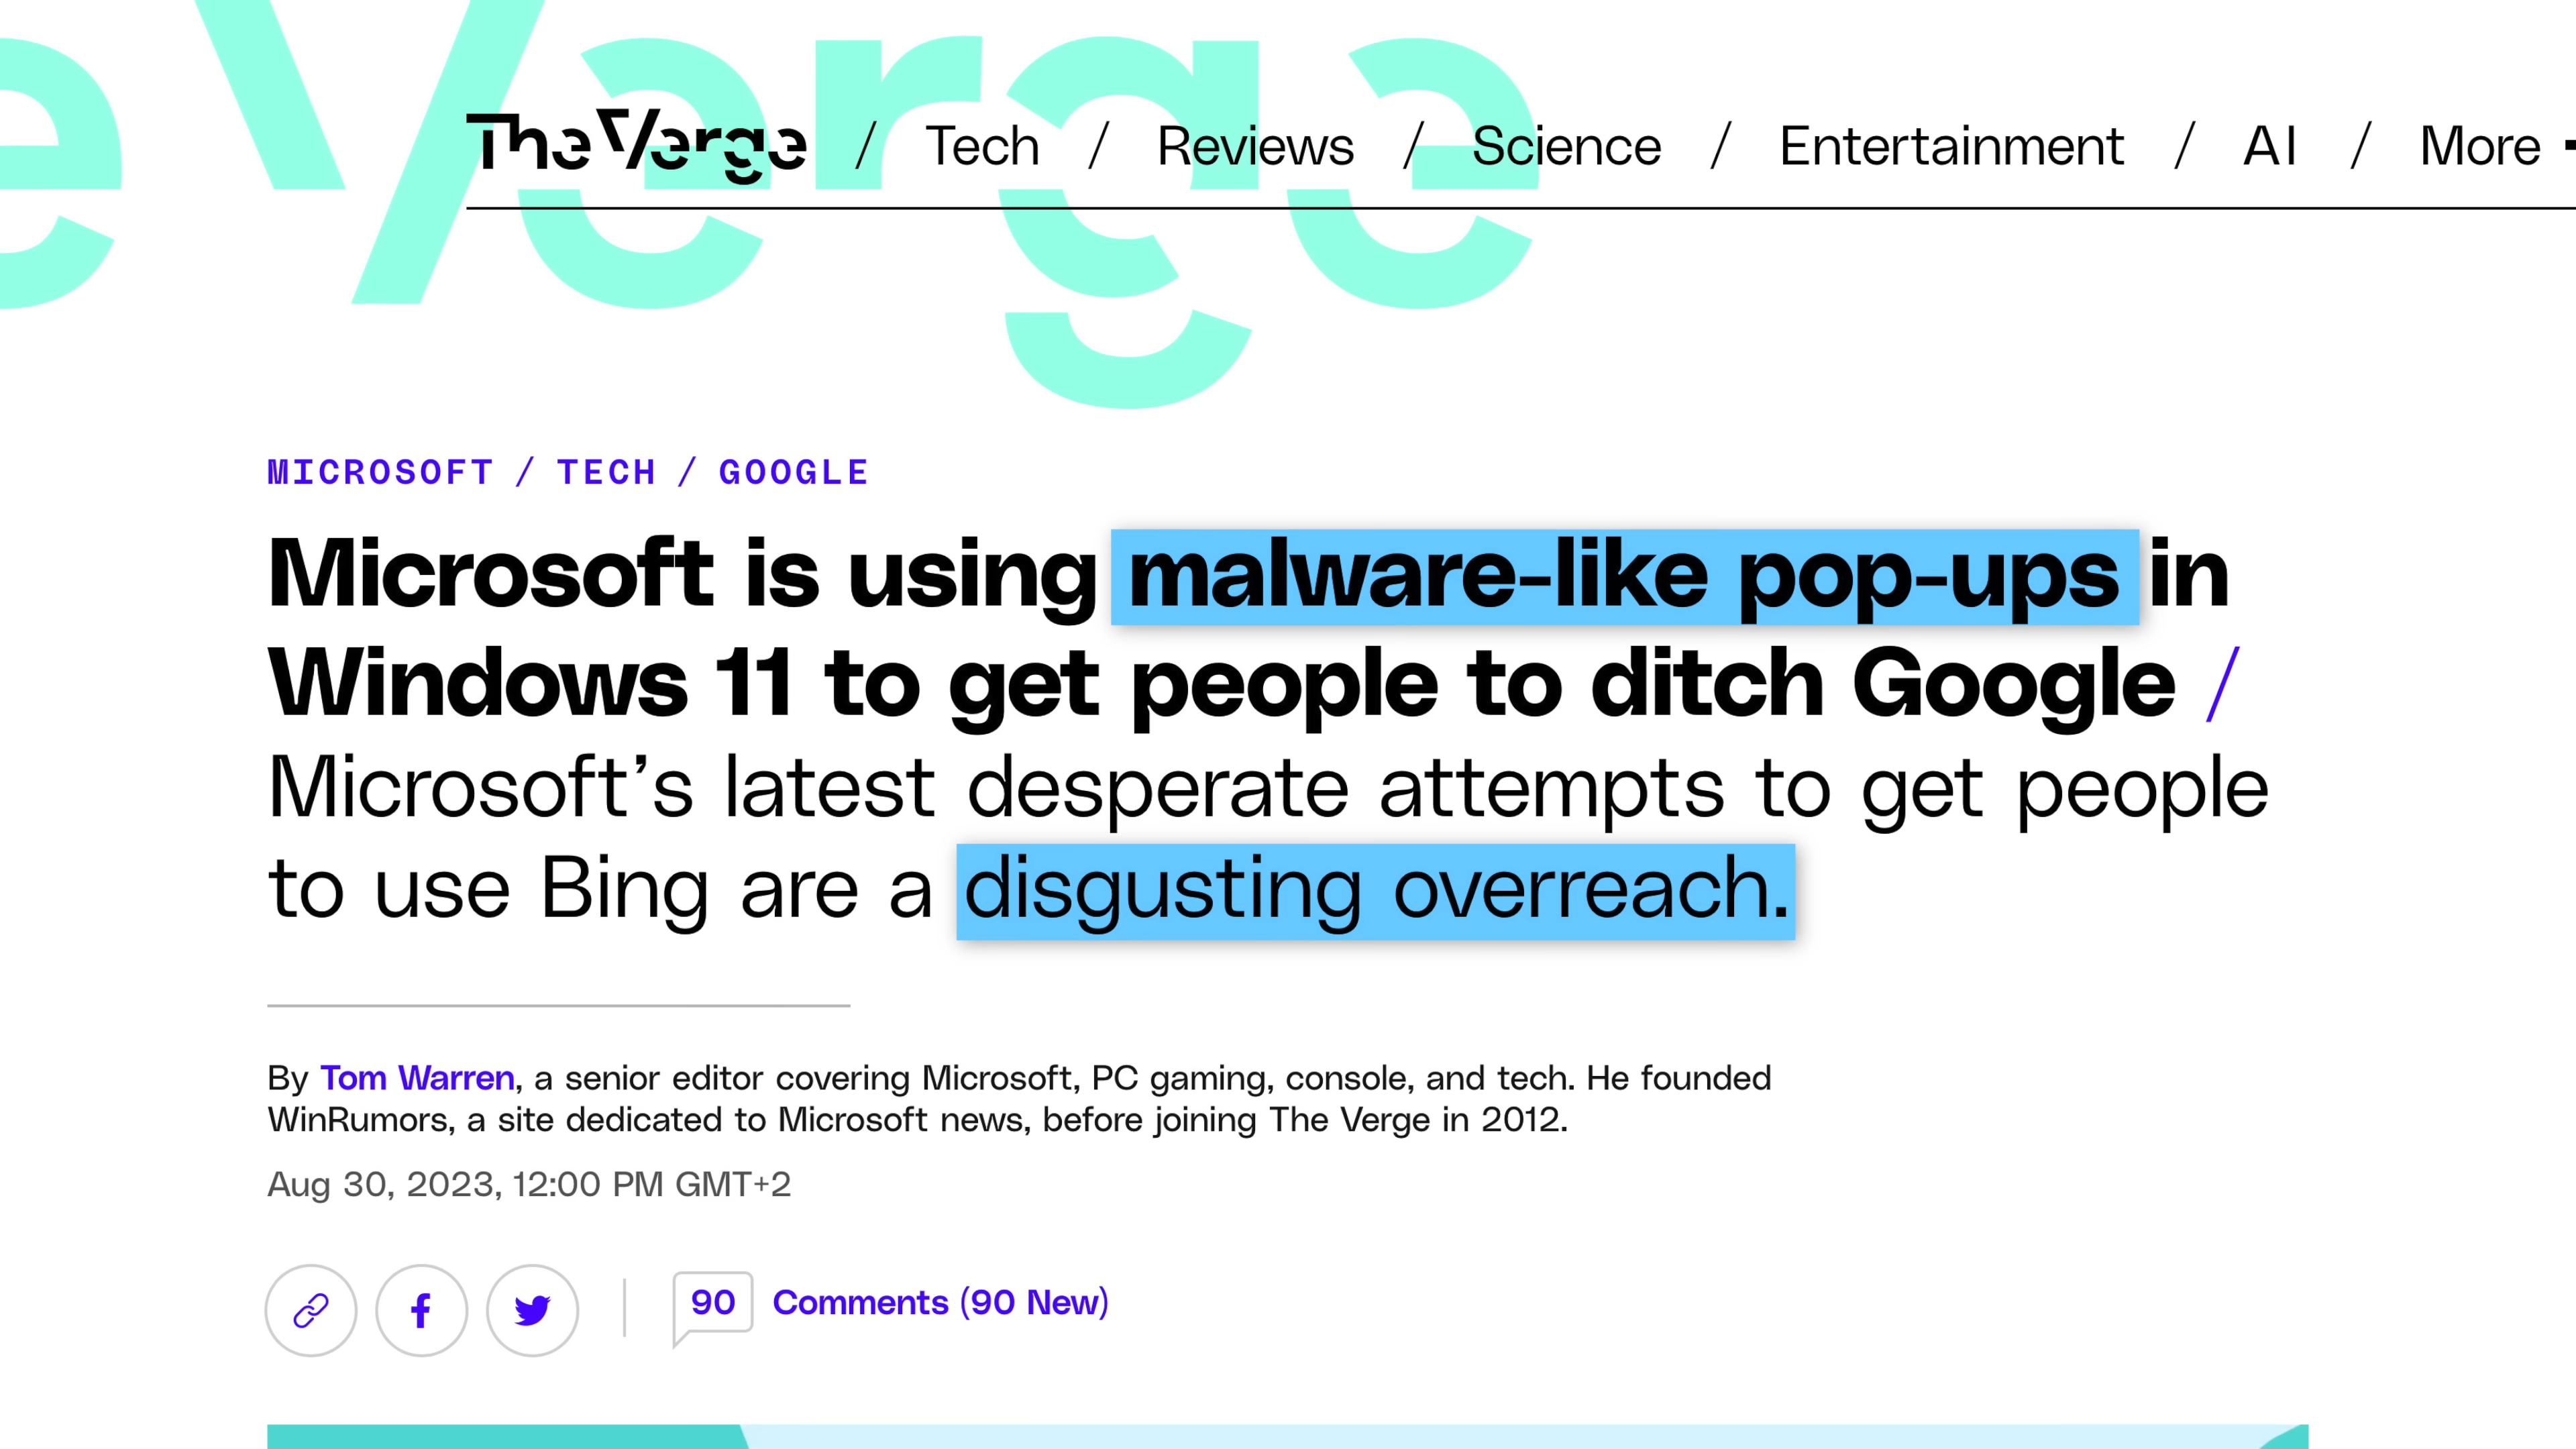 e Verge
The Verge / Tech / Reviews / Science / Entertainment / AI / More
MICROSOFT / TECH / GOOGLE
Microsoft is using malware-like pop-ups in
Windows 11 to get people to ditch Google /
Microsoft’s latest desperate attempts to get people
to use Bing are a disgusting overreach.
By Tom Warren, a senior editor covering Microsoft, PC gaming, console, and tech. He founded
WinRumors, a site dedicated to Microsoft news, before joining The Verge in 2012.
Aug 30, 2023, 12:00 PM GMT+2
90 Comments (90 New)